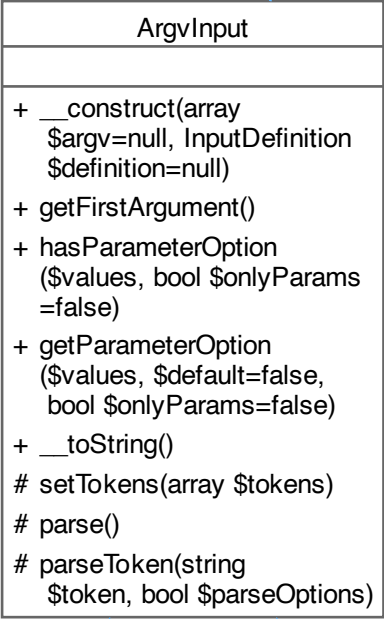 ArgvInput
+ __construct(array
$argv=null, InputDefinition
$definition=null)
+ getFirstArgument()
+ hasParameterOption
($values, bool $onlyParams
=false)
+ getParameterOption
($values, $default=false,
bool $onlyParams=false)
+ __toString()
# setTokens(array $tokens)
# parse()
# parseToken(string
$token, bool $parseOptions)